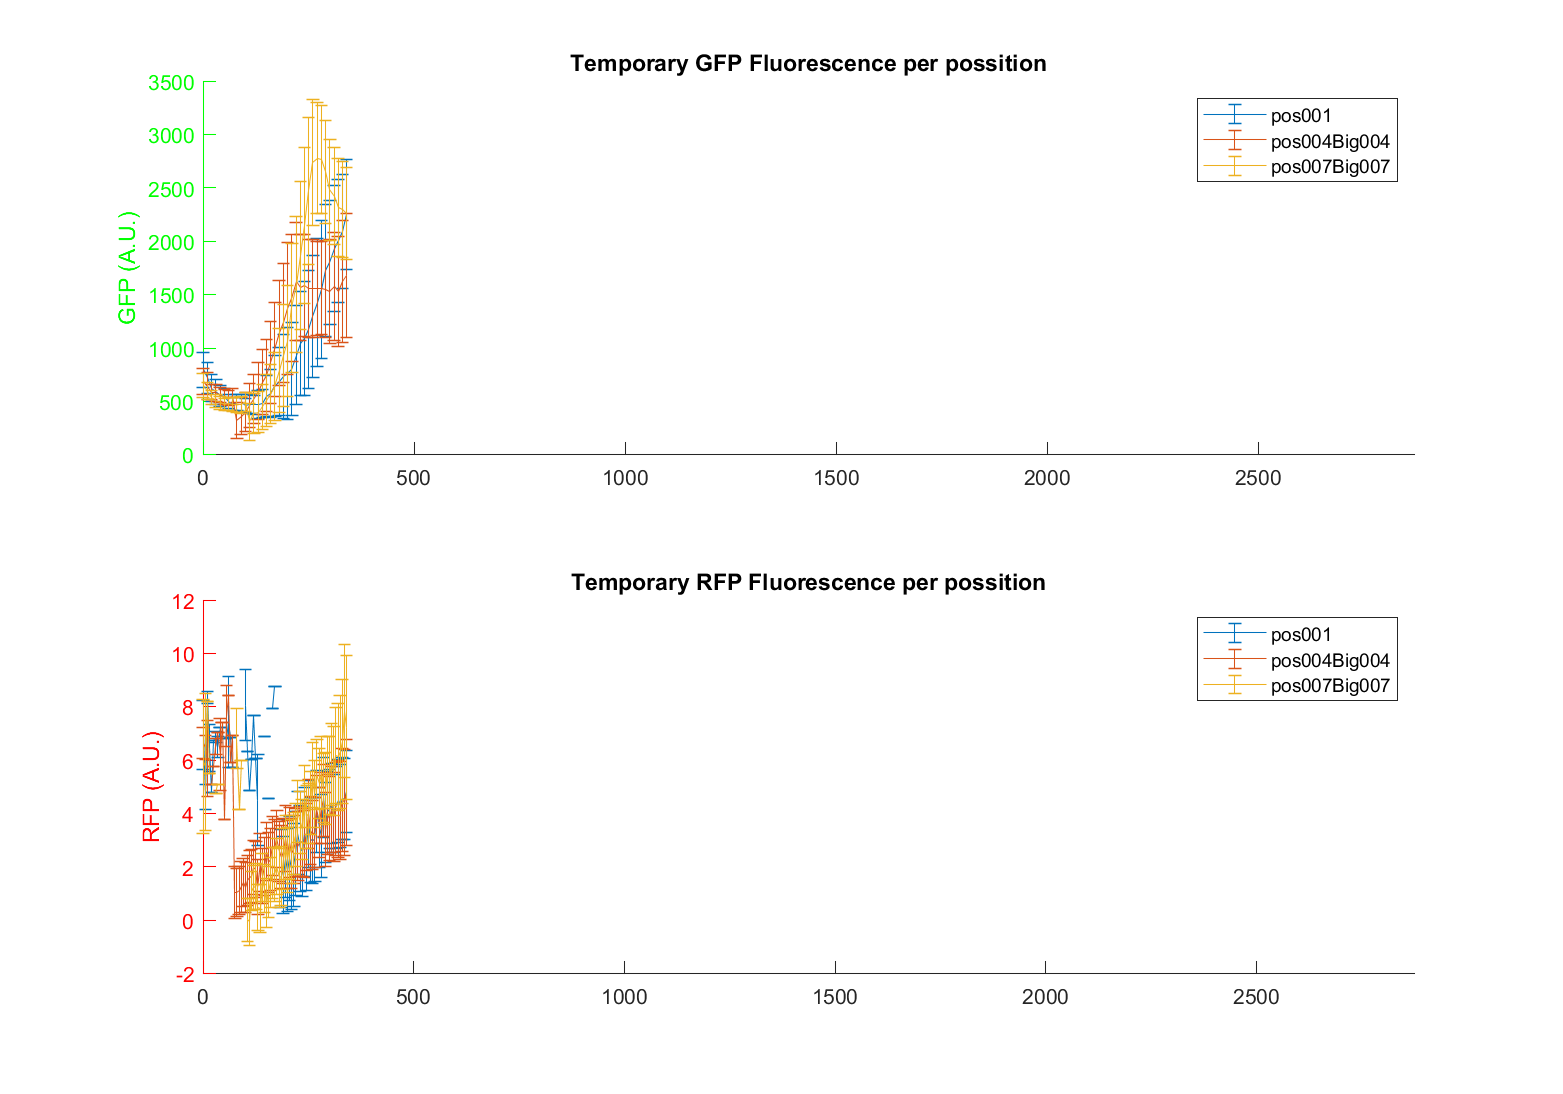 Temporary GFP Fluorescence per possition
3500
3000
2500
2000
1500
1000
500
0
GFP (A.U.)
pos001
pos004Big004
pos007Big007
0 500 1000 1500 2000 2500
Temporary RFP Fluorescence per possition
12
10
8
6
4
2
0
-2
RFP (A.U.)
pos001
pos004Big004
pos007Big007
0 500 1000 1500 2000 2500